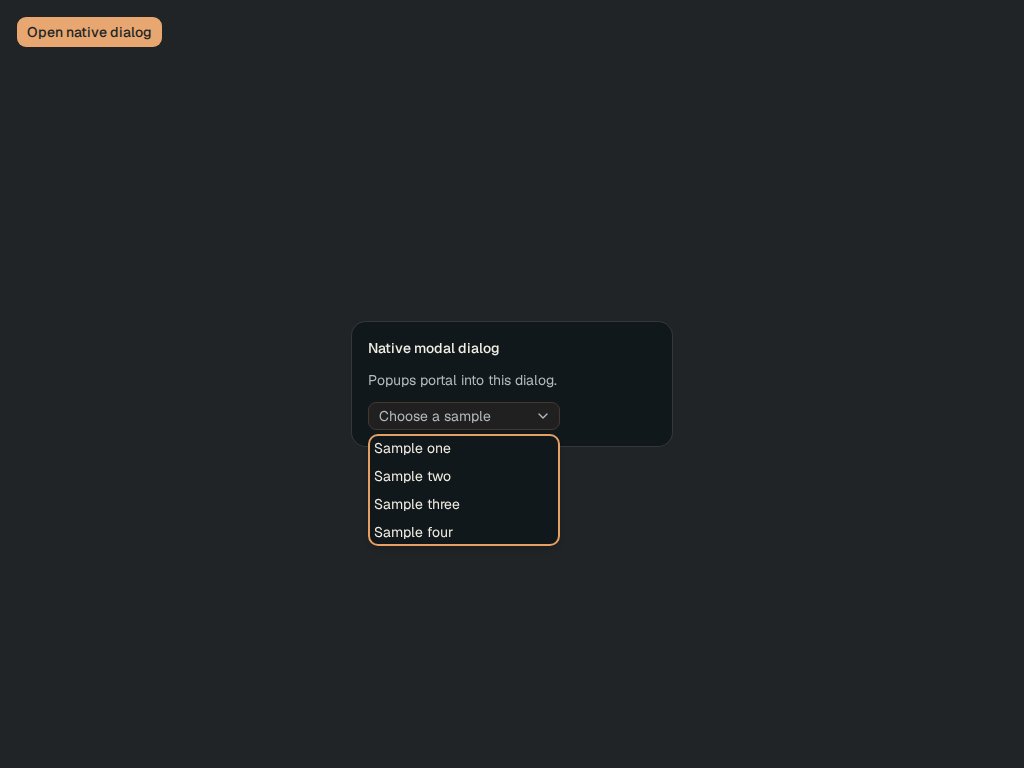 Open native dialog
Native modal dialog
Popups portal into this dialog.
Choose a sample
Sample one
Sample two
Sample three
Sample four